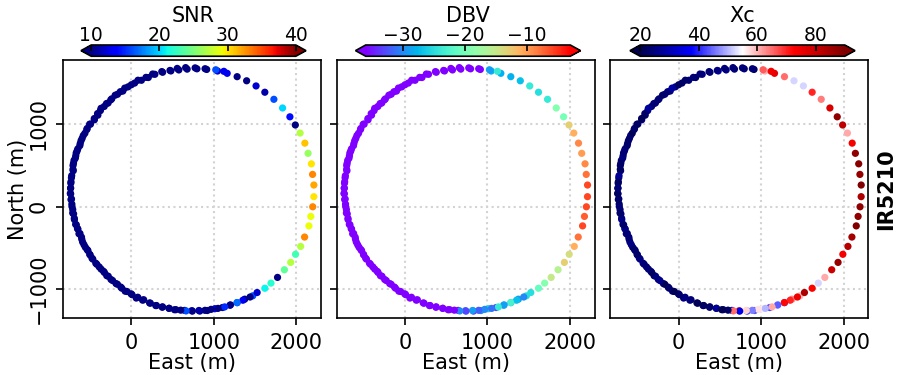 SNR DBV Xc
10 20 30 40 −30 −20 −10 20 40 60 80
North (m)
1000
0
−1000
0 1000 2000 0 1000 2000 0 1000 2000
East (m) East (m) East (m)
IR5210